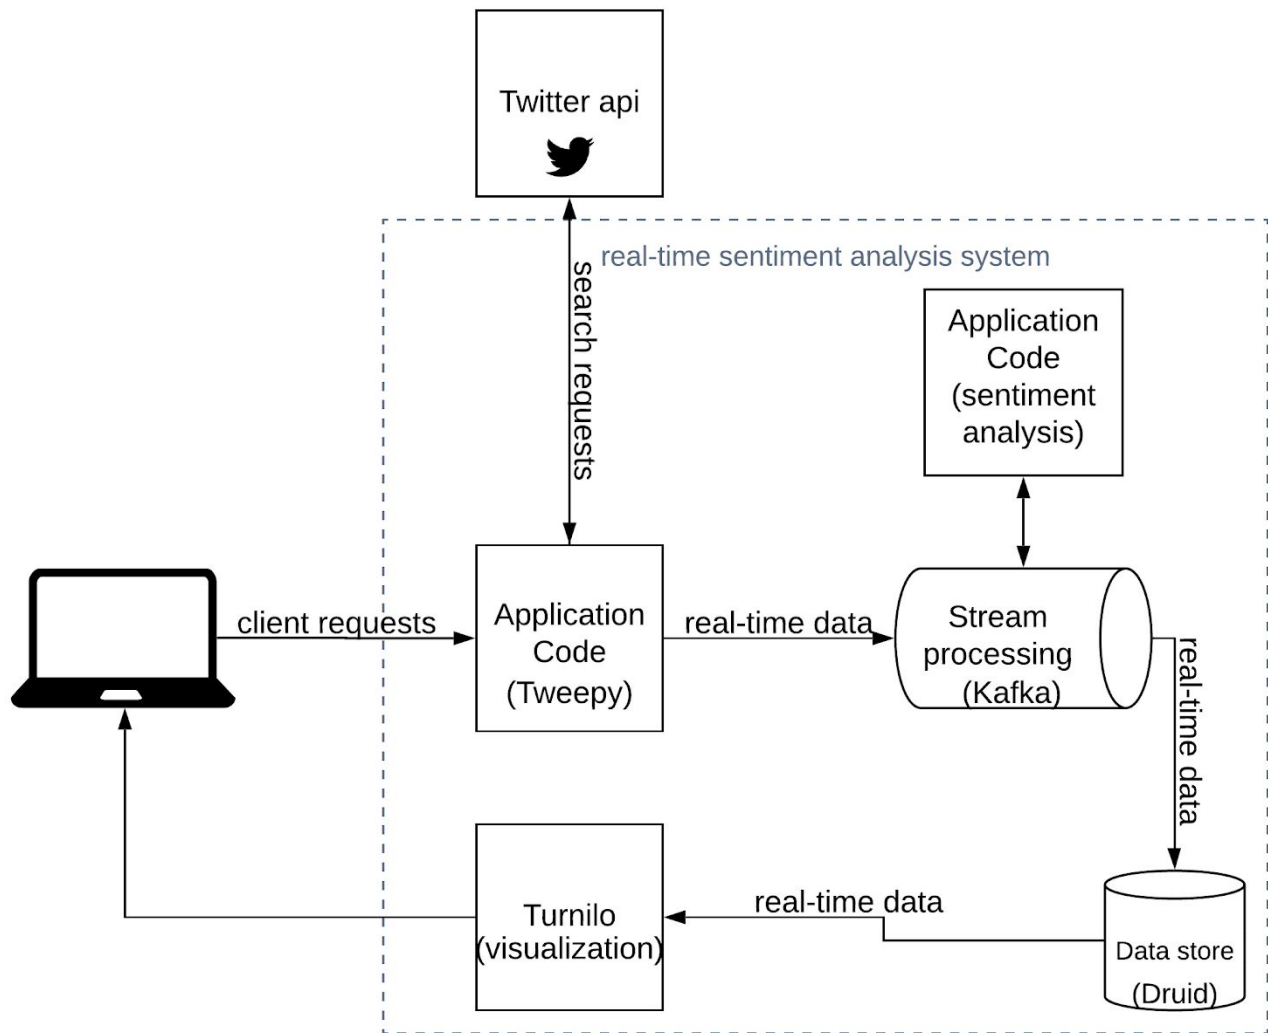 Twitter api
real-time sentiment analysis system
search requests
Application
Code
(sentiment
analysis)
client requests
Application
Code
(Tweepy)
real-time data
Stream
processing
(Kafka)
real-time data
Turnilo
(visualization)
real-time data
Data store
(Druid)